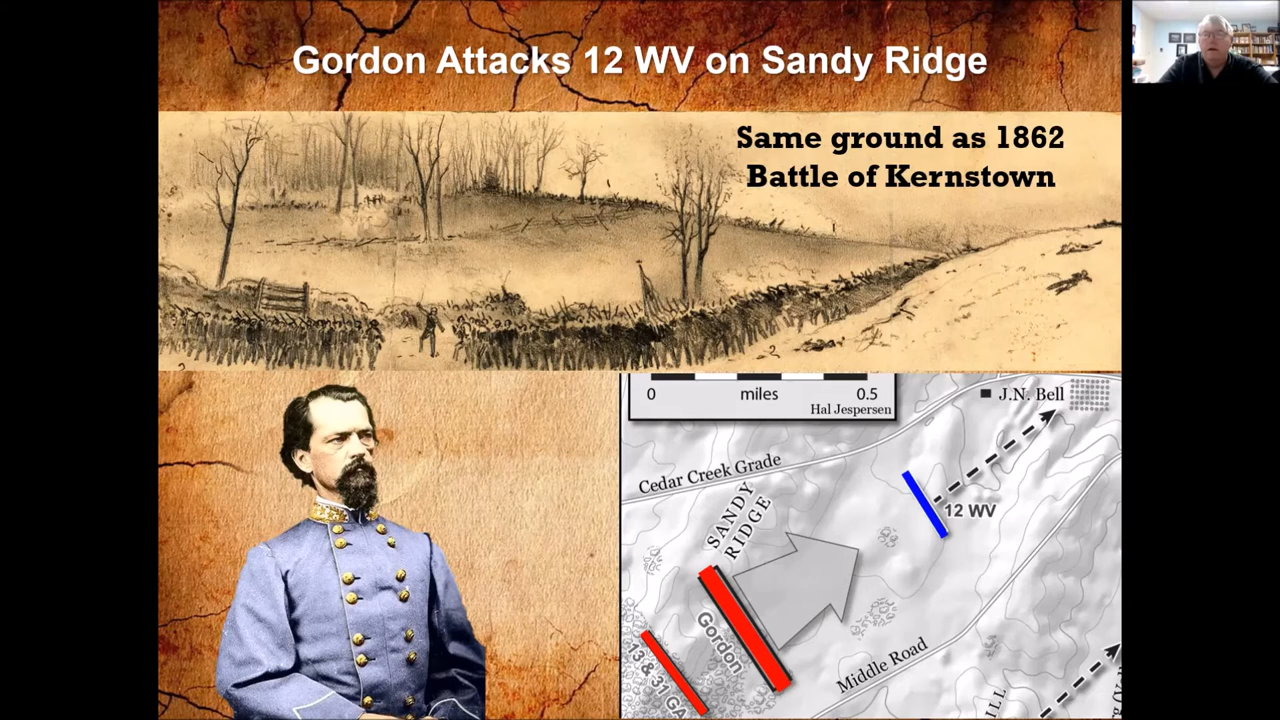 Gordon Attacks 12 WV on Sandy Ridge
Same ground as 1862
Battle of Kernstown
0 miles 0.5
Hal Jespersen
J.N. Bell
Cedar Creek Grade
SANDY
RIDGE
12 WV
Gordon
13 & 31 GA
Middle Road